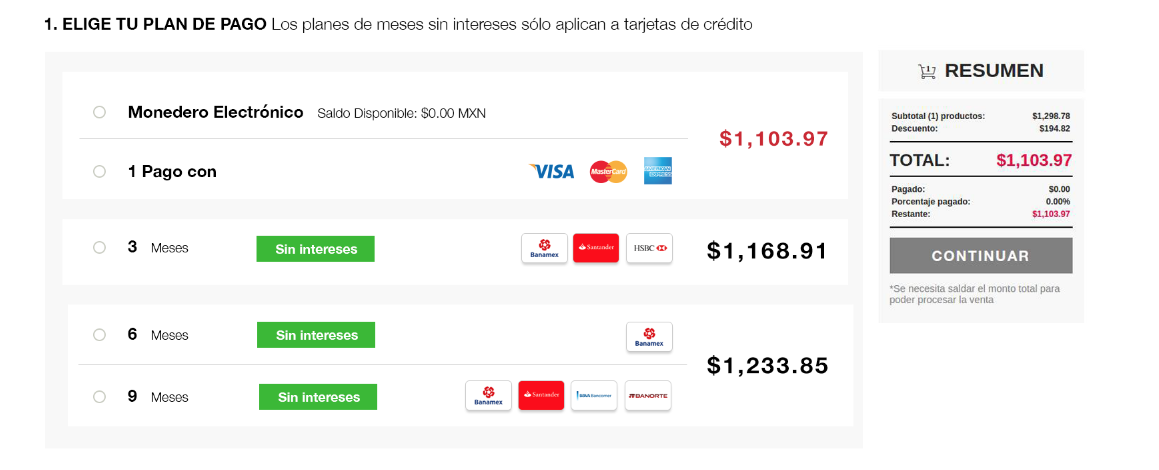 1. ELIGE TU PLAN DE PAGO Los planes de meses sin intereses sólo aplican a tarjetas de crédito
Monedero Electrónico Saldo Disponible: $0.00 MXN
$1,103.97
1 Pago con VISA MasterCard AMERICAN EXPRESS
3 Meses Sin intereses Banamex Santander HSBC $1,168.91
6 Meses Sin intereses Banamex
$1,233.85
9 Meses Sin intereses Banamex Santander BBVA Bancomer BANORTE
1 RESUMEN
Subtotal (1) productos: $1,298.78
Descuento: $194.82
TOTAL: $1,103.97
Pagado: $0.00
Porcentaje pagado: 0.00%
Restante: $1,103.97
CONTINUAR
*Se necesita saldar el monto total para
poder procesar la venta